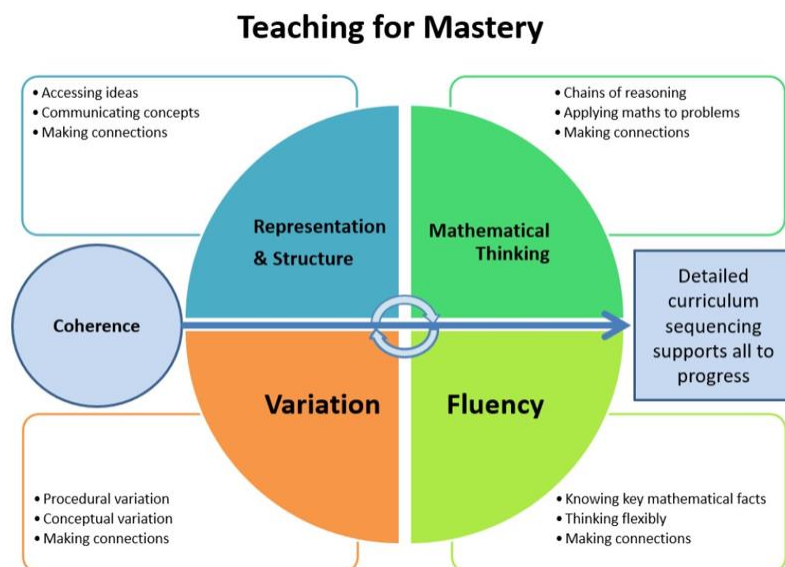 Teaching for Mastery
• Accessing ideas
• Communicating concepts
• Making connections
• Chains of reasoning
• Applying maths to problems
• Making connections
Representation
& Structure
Mathematical
Thinking
Coherence
Detailed
curriculum
sequencing
supports all to
progress
Variation
Fluency
• Procedural variation
• Conceptual variation
• Making connections
• Knowing key mathematical facts
• Thinking flexibly
• Making connections